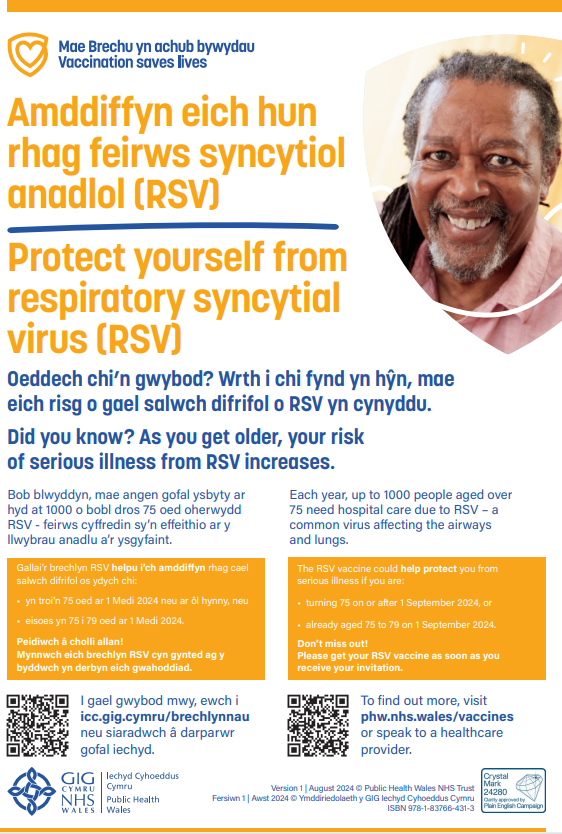 Mae Brechu yn achub bywydau
Vaccination saves lives
Amddiffyn eich hun
rhag feirws syncytiol
anadlol (RSV)
Protect yourself from
respiratory syncytial
virus (RSV)
Oeddech chi'n gwybod? Wrth i chi fynd yn hŷn, mae
eich risg o gael salwch difrifol o RSV yn cynyddu.
Did you know? As you get older, your risk
of serious illness from RSV increases.
Bob blwyddyn, mae angen gofal ysbyty ar
hyd at 1000 o bobl dros 75 oed oherwydd
RSV - feirws cyffredin sy'n effeithio ar y
llwybrau anadlu a'r ysgyfaint.
Gallai'r brechlyn RSV helpu i'ch amddiffyn rhag cael
salwch difrifol os ydych chi:
• yn troi'n 75 oed ar 1 Medi 2024 neu ar ôl hynny, neu
• eisoes yn 75 i 79 oed ar 1 Medi 2024.
Peidiwch â cholli allan!
Mynnwch eich brechlyn RSV cyn gynted ag y
byddwch yn derbyn eich gwahoddiad.
I gael gwybod mwy, ewch i
icc.gig.cymru/brechlynnau
neu siaradwch â darparwr
gofal iechyd.
Each year, up to 1000 people aged over
75 need hospital care due to RSV – a
common virus affecting the airways
and lungs.
The RSV vaccine could help protect you from
serious illness if you are:
• turning 75 on or after 1 September 2024, or
• already aged 75 to 79 on 1 September 2024.
Don't miss out!
Please get your RSV vaccine as soon as you
receive your invitation.
To find out more, visit
phw.nhs.wales/vaccines
or speak to a healthcare
provider.
GIG
CYMRU
NHS
WALES
Iechyd Cyhoeddus
Cymru
Public Health
Wales
Version 1 | August 2024 © Public Health Wales NHS Trust
Fersiwn 1 | Awst 2024 © Ymddiriedolaeth y GIG Iechyd Cyhoeddus Cymru
ISBN 978-1-83766-431-3
Crystal
Mark
24280
Clarity approved by
Plain English Campaign